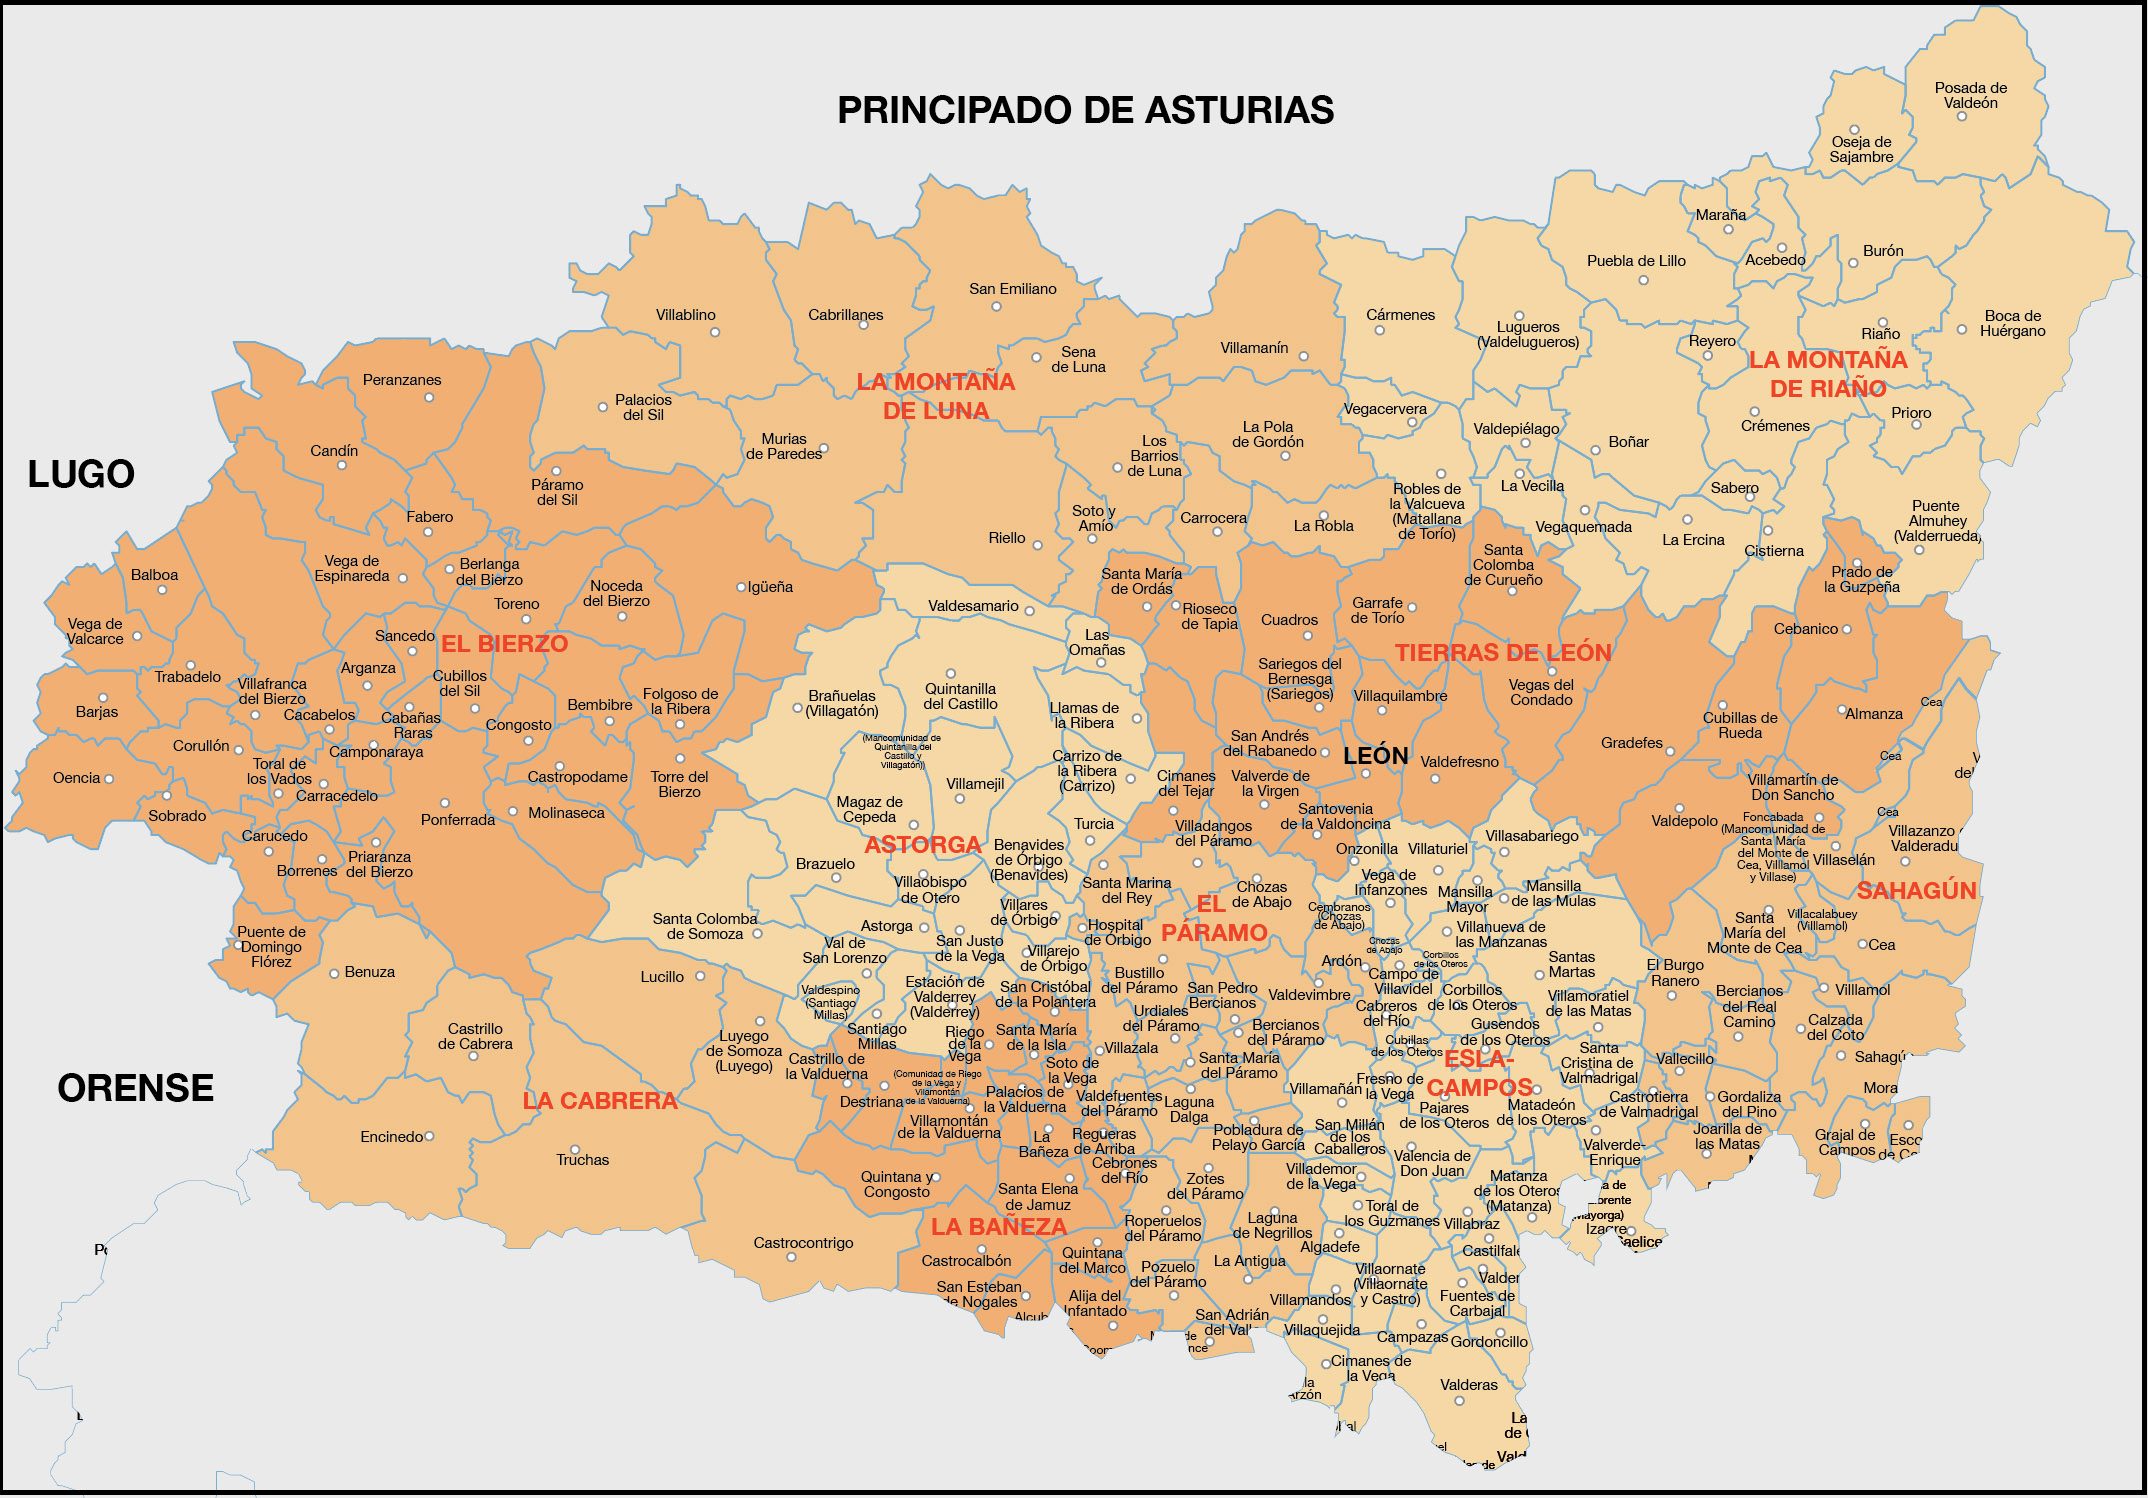 PRINCIPADO DE ASTURIAS
LUGO
ORENSE
LEÓN
EL BIERZO
LA MONTAÑA
DE LUNA
LA MONTAÑA
DE RIAÑO
TIERRAS DE LEÓN
ASTORGA
EL
PÁRAMO
SAHAGÚN
ESLA-
CAMPOS
LA CABRERA
LA BAÑEZA
Posada de
Valdeón
Oseja de
Sajambre
Maraña
Acebedo
Burón
Puebla de Lillo
Boca de
Huérgano
Riaño
Reyero
Lugueros
(Valdelugueros)
Cármenes
Villamanín
San Emiliano
Cabrillanes
Villablino
Sena
de Luna
Peranzanes
Palacios
del Sil
Murias
de Paredes
Los
Barrios
de Luna
La Pola
de Gordón
Vegacervera
Valdepiélago
Boñar
Crémenes
Prioro
Candín
Páramo
del Sil
Fabero
Riello
Soto y
Amío
Carrocera
La Robla
Robles de
la Valcueva
(Matallana
de Torío)
La Vecilla
Vegaquemada
Sabero
La Ercina
Cistierna
Puente
Almuhey
(Valderrueda)
Prado de
la Guzpeña
Balboa
Vega de
Espinareda
Berlanga
del Bierzo
Toreno
Noceda
del Bierzo
Igüeña
Valdesamario
Santa María
de Ordás
Rioseco
de Tapia
Cuadros
Garrafe
de Torío
Santa
Colomba
de Curueño
Cebanico
Vega de
Valcarce
Sancedo
Arganza
Cubillos
del Sil
Las
Omañas
Sariegos del
Bernesga
(Sariegos)
Villaquilambre
Vegas del
Condado
Trabadelo
Villafranca
del Bierzo
Cacabelos
Cabañas
Raras
Congosto
Bembibre
Folgoso de
la Ribera
Brañuelas
(Villagatón)
Quintanilla
del Castillo
Llamas de
la Ribera
Barjas
Corullón
Camponaraya
Castropodame
Torre del
Bierzo
(Mancomunidad de
Quintanilla del
Castillo y
Villagatón))
Villamejil
Carrizo de
la Ribera
(Carrizo)
Cimanes
del Tejar
San Andrés
del Rabanedo
Valverde de
la Virgen
Valdefresno
Gradefes
Cubillas de
Rueda
Almanza
Cea
Cea
Cea
Oencia
Toral de
los Vados
Carracedelo
Sobrado
Ponferrada
Molinaseca
Magaz de
Cepeda
Turcia
Villadangos
del Páramo
Santovenia
de la Valdoncina
Onzonilla
Villaturiel
Villasabariego
Valdepolo
Villamartín de
Don Sancho
Foncabada
(Mancomunidad de
Santa María
del Monte de
Cea, Villlamol
y Villase)
Villaselán
Villazanzo
Valderadu
Carucedo
Borrenes
Priaranza
del Bierzo
Brazuelo
Villaobispo
de Otero
Benavides
de Órbigo
(Benavides)
Santa Marina
del Rey
Chozas
de Abajo
Vega de
Infanzones
Mansilla
Mayor
Mansilla
de las Mulas
Puente de
Domingo
Flórez
Benuza
Santa Colomba
de Somoza
Astorga
San Justo
de la Vega
Villares
de Órbigo
Hospital
de Órbigo
Villarejo
de Órbigo
Cembranos
(Chozas
de Abajo)
Chozas
de Abajo
Corbillos
de los Oteros
Villanueva de
las Manzanas
Santas
Martas
Santa
María del
Monte de Cea
Villacalabuey
(Villlamol)
Cea
Lucillo
Val de
San Lorenzo
Valdespino
(Santiago
Millas)
Estación de
Valderrey
(Valderrey)
San Cristóbal
de la Polantera
Bustillo
del Páramo
San Pedro
Bercianos
Valdevimbre
Ardón
Campo de
Villavidel
Corbillos
de los Oteros
Cabreros
del Río
Villamoratiel
de las Matas
El Burgo
Ranero
Bercianos
del Real
Camino
Villlamol
Calzada
del Coto
Castrillo
de Cabrera
Luyego
de Somoza
(Luyego)
Santiago
Millas
Castrillo de
la Valduerna
Riego
de la
Vega
Santa María
de la Isla
Urdiales
del Páramo
Villazala
Bercianos
del Páramo
Santa María
del Páramo
Cubillas
de los Oteros
Gusendos
de los Oteros
Santa
Cristina de
Valmadrigal
Vallecillo
Mora
Encinedo
Truchas
Destriana
(Comunidad de Riego
de la Vega y
Vilamontán
de la Valduerna)
Villamontán
de la Valduerna
Palacios de
la Valduerna
Soto de
la Vega
Valdefuentes
del Páramo
Laguna
Dalga
Pobladura de
Pelayo García
Villamañán
Fresno de
la Vega
Pajares
de los Oteros
Matadeón
de los Oteros
Castrotierra
de Valmadrigal
Gordaliza
del Pino
Joarilla de
las Matas
Grajal de
Campos
La
Bañeza
Regueras
de Arriba
Cebrones
del Río
San Millán
de los
Caballeros
Valencia de
Don Juan
Valverde-
Enrique
Quintana y
Congosto
Santa Elena
de Jamuz
Zotes
del Páramo
Villademor
de la Vega
Matanza
de los Oteros
(Matanza)
Toral de
los Guzmanes
Villabraz
Castrocontrigo
Castrocalbón
Roperuelos
del Páramo
Laguna
de Negrillos
Algadefe
Izagre
San Esteban
de Nogales
Quintana
del Marco
Alija del
Infantado
Pozuelo
del Páramo
La Antigua
Villamandos
Villaornate
(Villaornate
y Castro)
Fuentes de
Carbajal
San Adrián
del Valle
Villaquejida
Campazas
Gordoncillo
Cimanes de
la Vega
Valderas